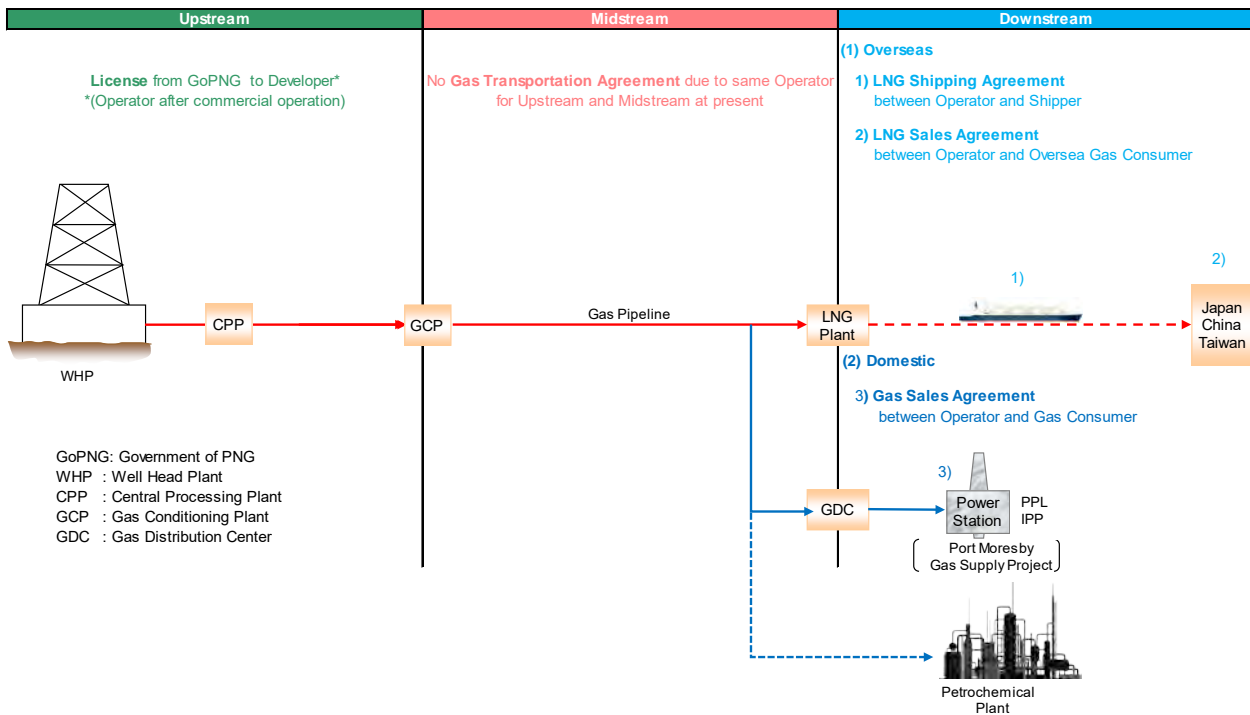 Upstream
Midstream
Downstream
License from GoPNG to Developer*
*(Operator after commercial operation)
No Gas Transportation Agreement due to same Operator
for Upstream and Midstream at present
(1) Overseas
1) LNG Shipping Agreement
between Operator and Shipper
2) LNG Sales Agreement
between Operator and Oversea Gas Consumer
WHP
CPP
GCP
Gas Pipeline
LNG
Plant
1)
2)
Japan
China
Taiwan
(2) Domestic
3) Gas Sales Agreement
between Operator and Gas Consumer
GoPNG: Government of PNG
WHP : Well Head Plant
CPP : Central Processing Plant
GCP : Gas Conditioning Plant
GDC : Gas Distribution Center
GDC
3)
Power
Station
PPL
IPP
Port Moresby
Gas Supply Project
Petrochemical
Plant